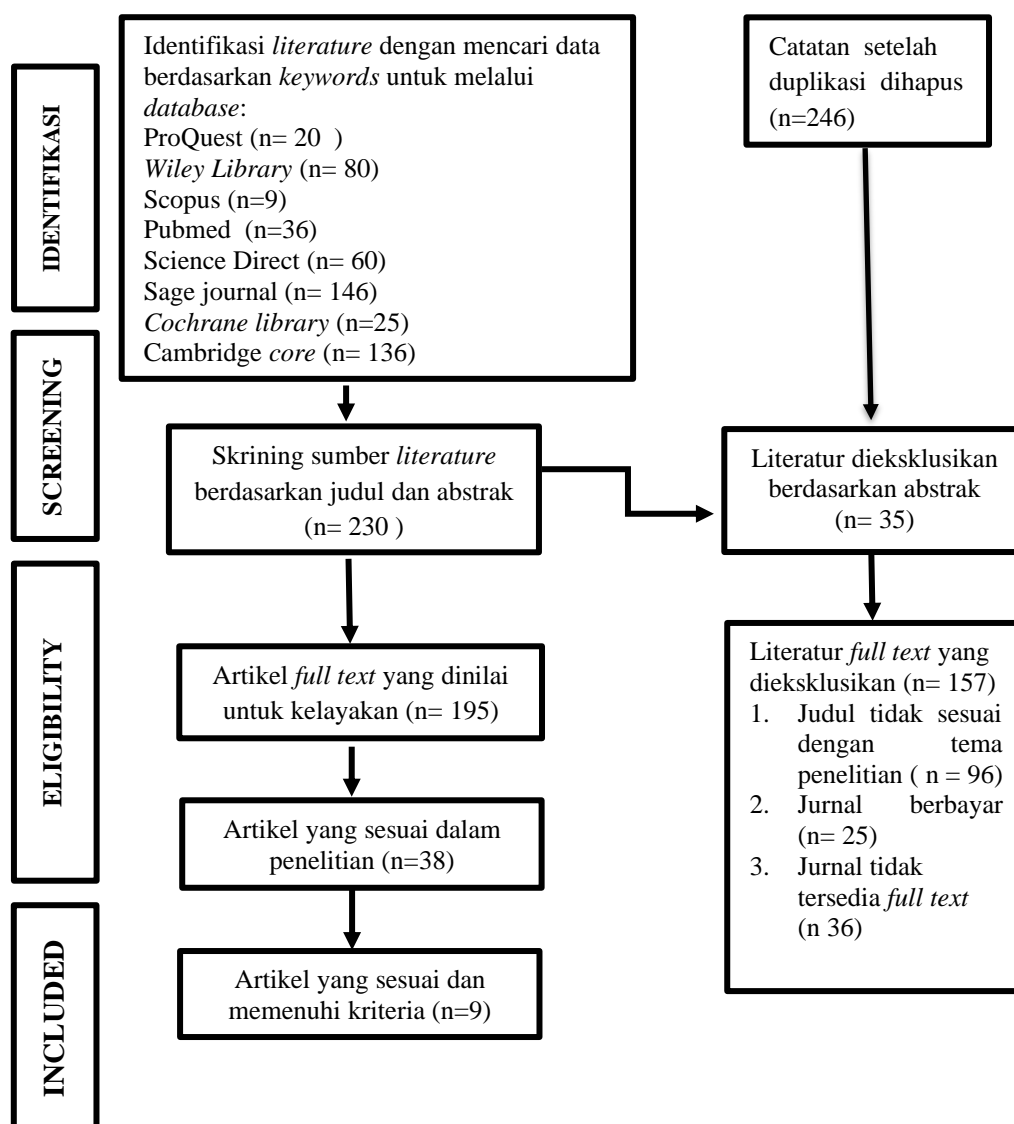 IDENTIFIKASI
Identifikasi literature dengan mencari data
berdasarkan keywords untuk melalui
database:
ProQuest (n= 20  )
Wiley Library (n= 80)
Scopus (n=9)
Pubmed  (n=36)
Science Direct (n= 60)
Sage journal (n= 146)
Cochrane library (n=25)
Cambridge core (n= 136)
Catatan setelah
duplikasi dihapus
(n=246)
SCREENING
Skrining sumber literature
berdasarkan judul dan abstrak
(n= 230 )
Literatur dieksklusikan
berdasarkan abstrak
(n= 35)
ELIGIBILITY
Artikel full text yang dinilai
untuk kelayakan (n= 195)
Artikel yang sesuai dalam
penelitian (n=38)
Literatur full text yang
dieksklusikan (n= 157)
1. Judul tidak sesuai
dengan tema
penelitian ( n = 96)
2. Jurnal berbayar
(n= 25)
3. Jurnal tidak
tersedia full text
(n 36)
INCLUDED
Artikel yang sesuai dan
memenuhi kriteria (n=9)